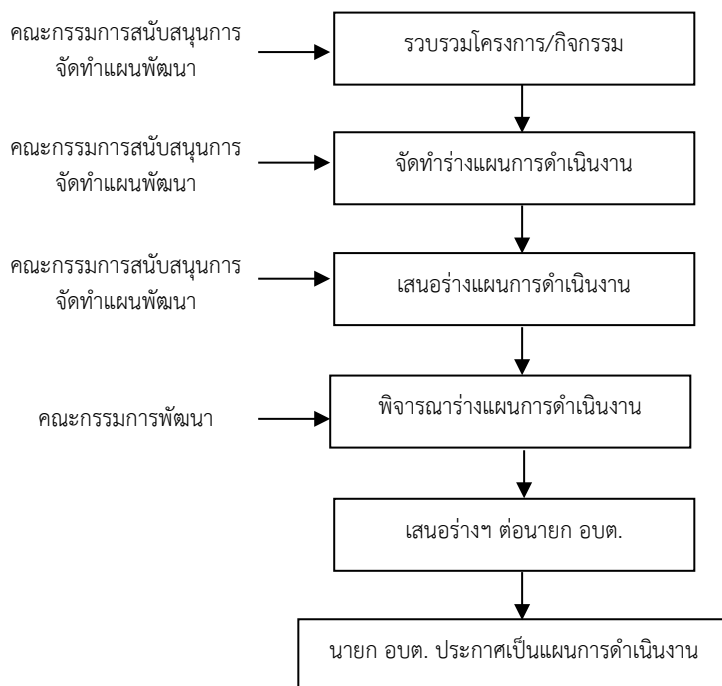 คณะกรรมการสนับสนุนการ
จัดทำแผนพัฒนา
รวบรวมโครงการ/กิจกรรม
คณะกรรมการสนับสนุนการ
จัดทำแผนพัฒนา
จัดทำร่างแผนการดำเนินงาน
คณะกรรมการสนับสนุนการ
จัดทำแผนพัฒนา
เสนอร่างแผนการดำเนินงาน
คณะกรรมการพัฒนา
พิจารณาร่างแผนการดำเนินงาน
เสนอร่างฯ ต่อนายก อบต.
นายก อบต. ประกาศเป็นแผนการดำเนินงาน